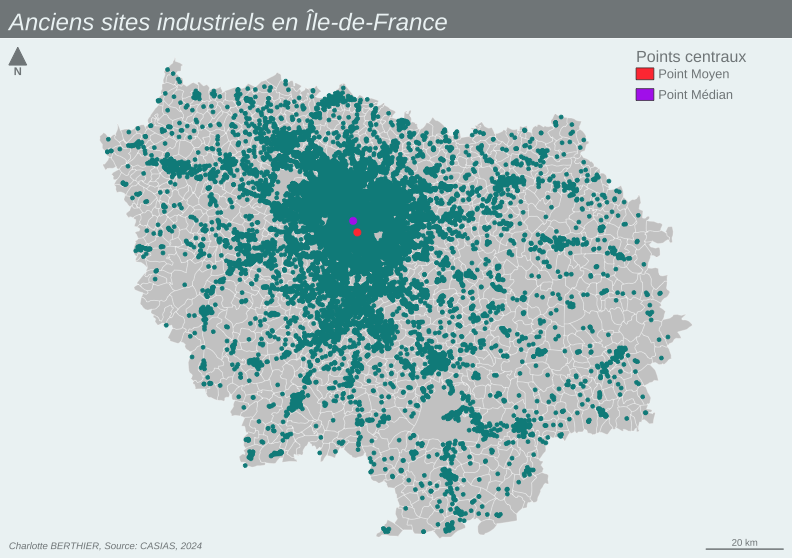 Anciens sites industriels en Île-de-France
N
Points centraux
Point Moyen
Point Médian
Charlotte BERTHIER, Source: CASIAS, 2024
20 km